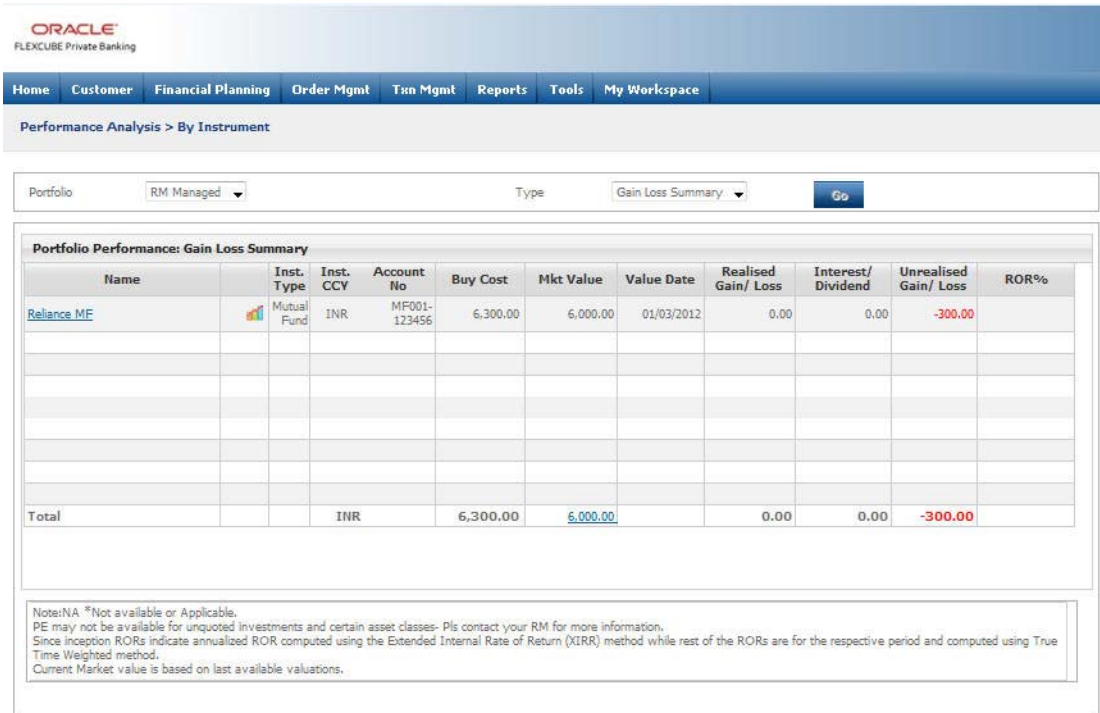 ORACLE
FLEXCUBE Private Banking
Home Customer Financial Planning Order Mgmt Txn Mgmt Reports Tools My Workspace
Performance Analysis > By Instrument
Portfolio RM Managed Type Gain Loss Summary Go
Portfolio Performance: Gain Loss Summary
Name Inst. Type Inst. CCY Account No Buy Cost Mkt Value Value Date Realised Gain/ Loss Interest/ Dividend Unrealised Gain/ Loss ROR%
Reliance MF Mutual Fund INR MF001-123456 6,300.00 6,000.00 01/03/2012 0.00 0.00 -300.00
Total INR 6,300.00 6,000.00 0.00 0.00 -300.00
Note:NA *Not available or Applicable.
PE may not be available for unquoted investments and certain asset classes- Pls contact your RM for more information.
Since inception RORs indicate annualized ROR computed using the Extended Internal Rate of Return (XIRR) method while rest of the RORs are for the respective period and computed using True
Time Weighted method.
Current Market value is based on last available valuations.